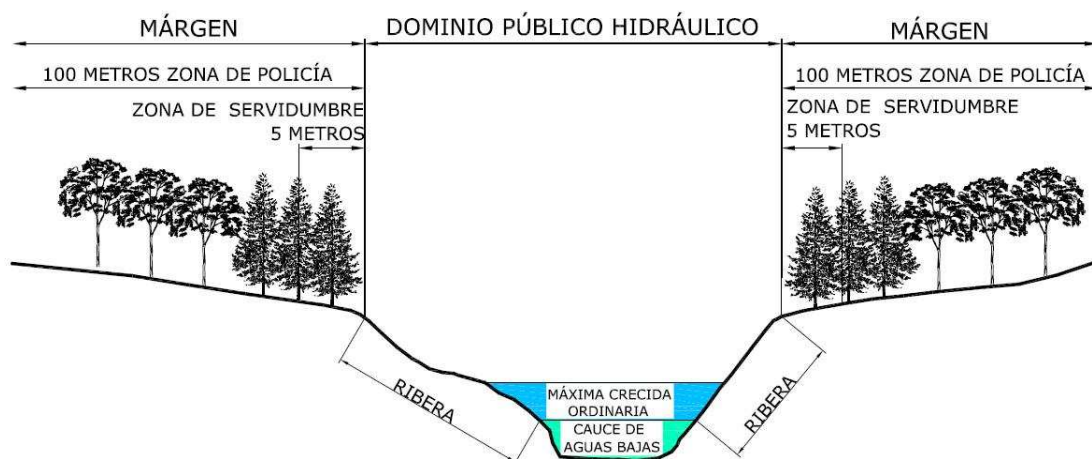 MÁRGEN
DOMINIO PÚBLICO HIDRÁULICO
MÁRGEN
100 METROS ZONA DE POLICÍA
100 METROS ZONA DE POLICÍA
ZONA DE SERVIDUMBRE
5 METROS
ZONA DE SERVIDUMBRE
5 METROS
RIBERA
MÁXIMA CRECIDA
ORDINARIA
CAUCE DE
AGUAS BAJAS
RIBERA